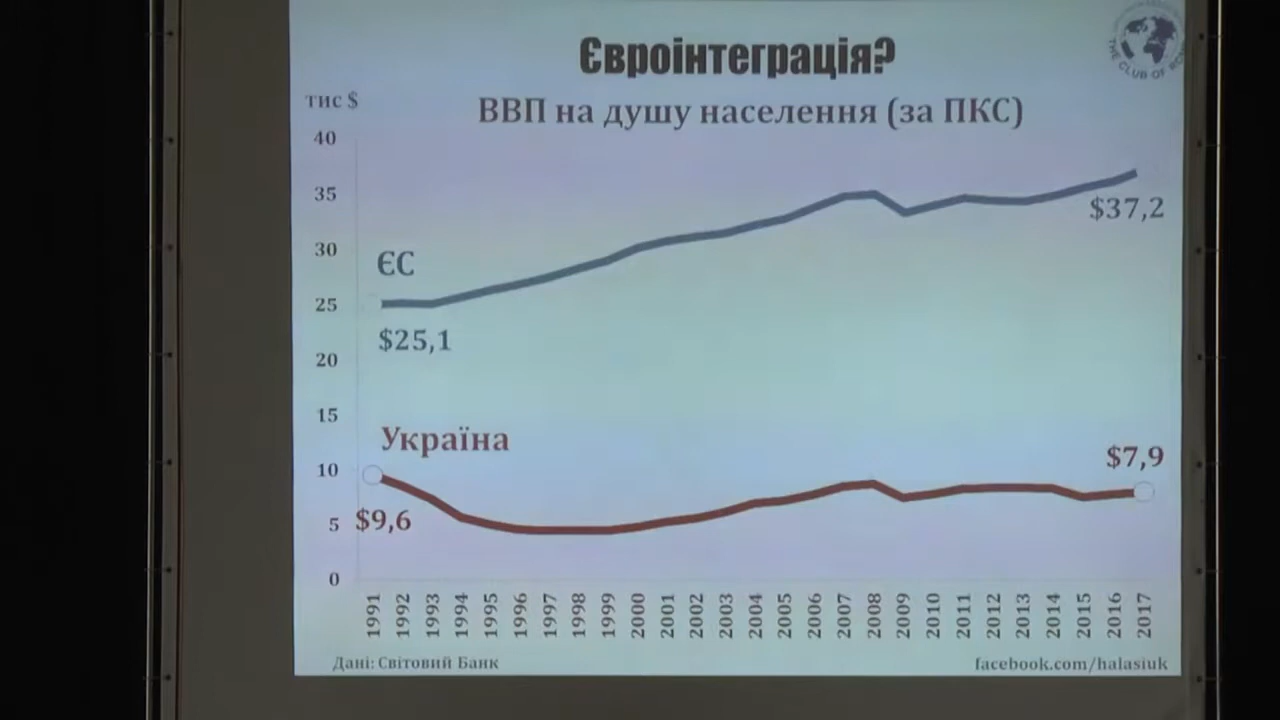 Євроінтеграція?
THE CLUB OF ROME
тис $
ВВП на душу населення (за ПКС)
40
35
$37,2
30
ЄС
25
$25,1
20
15
Україна
10
$7,9
5
$9,6
0
1991 1992 1993 1994 1995 1996 1997 1998 1999 2000 2001 2002 2003 2004 2005 2006 2007 2008 2009 2010 2011 2012 2013 2014 2015 2016 2017
Дані: Світовий Банк
facebook.com/halasiuk